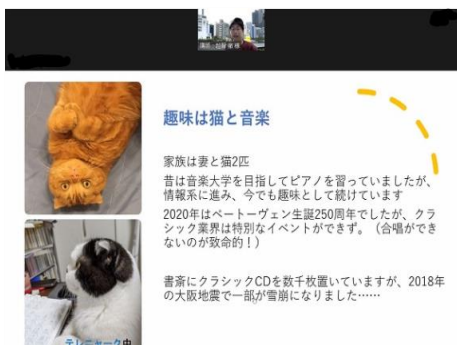 趣味は猫と音楽
家族は妻と猫2匹
昔は音楽大学を目指してピアノを習っていましたが、
情報系に進み、今でも趣味として続けています
2020年はベートーヴェン生誕250周年でしたが、クラ
シック業界は特別なイベントができず。（合唱ができ
ないのが致命的！）
書斎にクラシックCDを数千枚置いていますが、2018年
の大阪地震で一部が雪崩になりました……
テレニャーク中